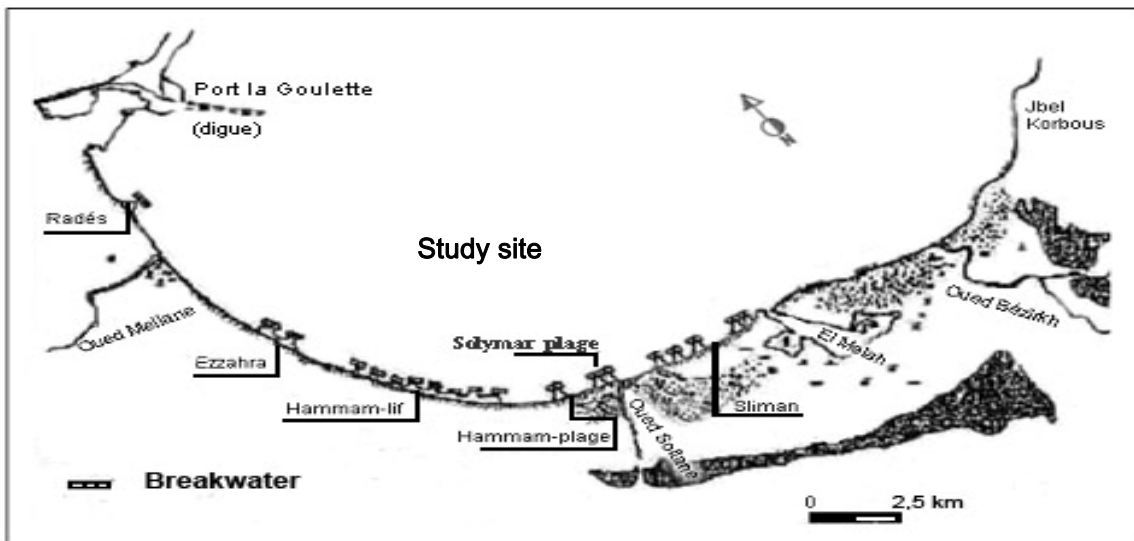 Port la Goulette
(digue)
Jbel
Korbous
Radés
Study site
Oued Mellane
Oued Bézirkh
El Melah
Solymar plage
Ezzahra
Hammam-lif
Hammam-plage
Oued Soltane
Sliman
Breakwater
0 2,5 km
N